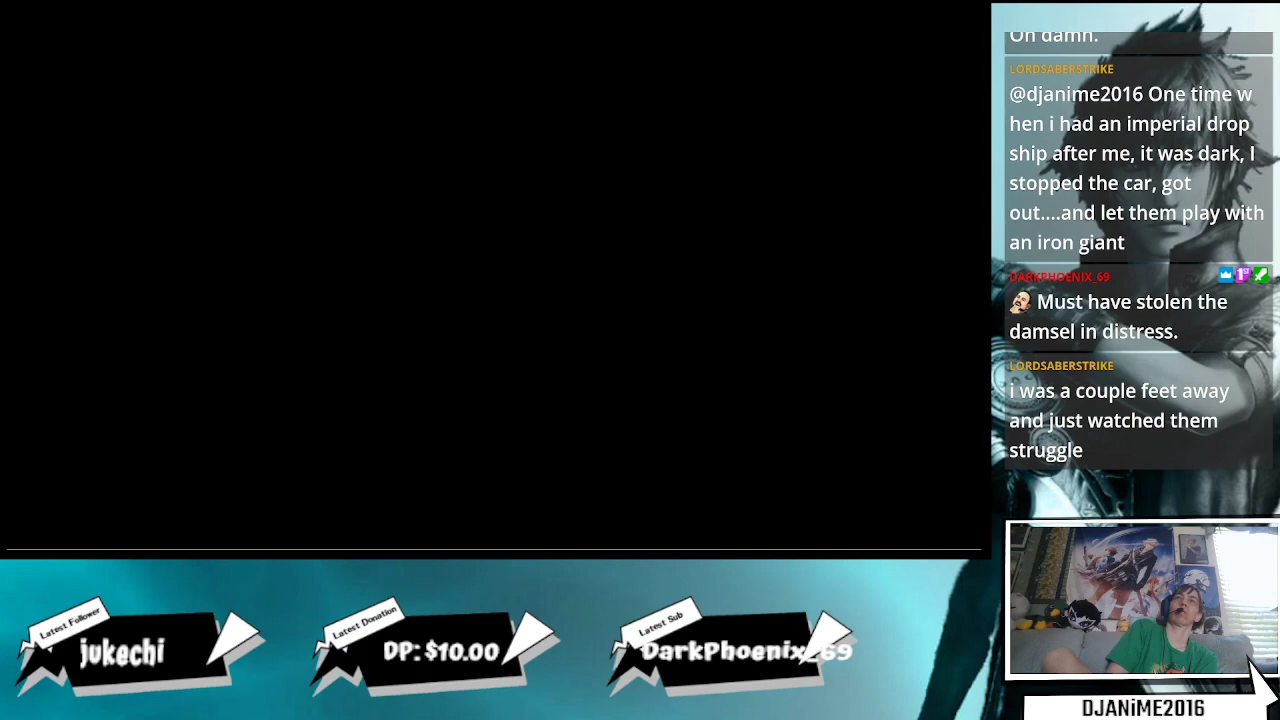 Oh damn.
LORDSABERSTRIKE
@djanime2016 One time w
hen i had an imperial drop
ship after me, it was dark, I
stopped the car, got
out....and let them play with
an iron giant
DARKPHOENIX_69
Must have stolen the
damsel in distress.
LORDSABERSTRIKE
i was a couple feet away
and just watched them
struggle
Latest Follower
jukechi
Latest Donation
DP: $10.00
Latest Sub
DarkPhoenix_69
DJANiME2016